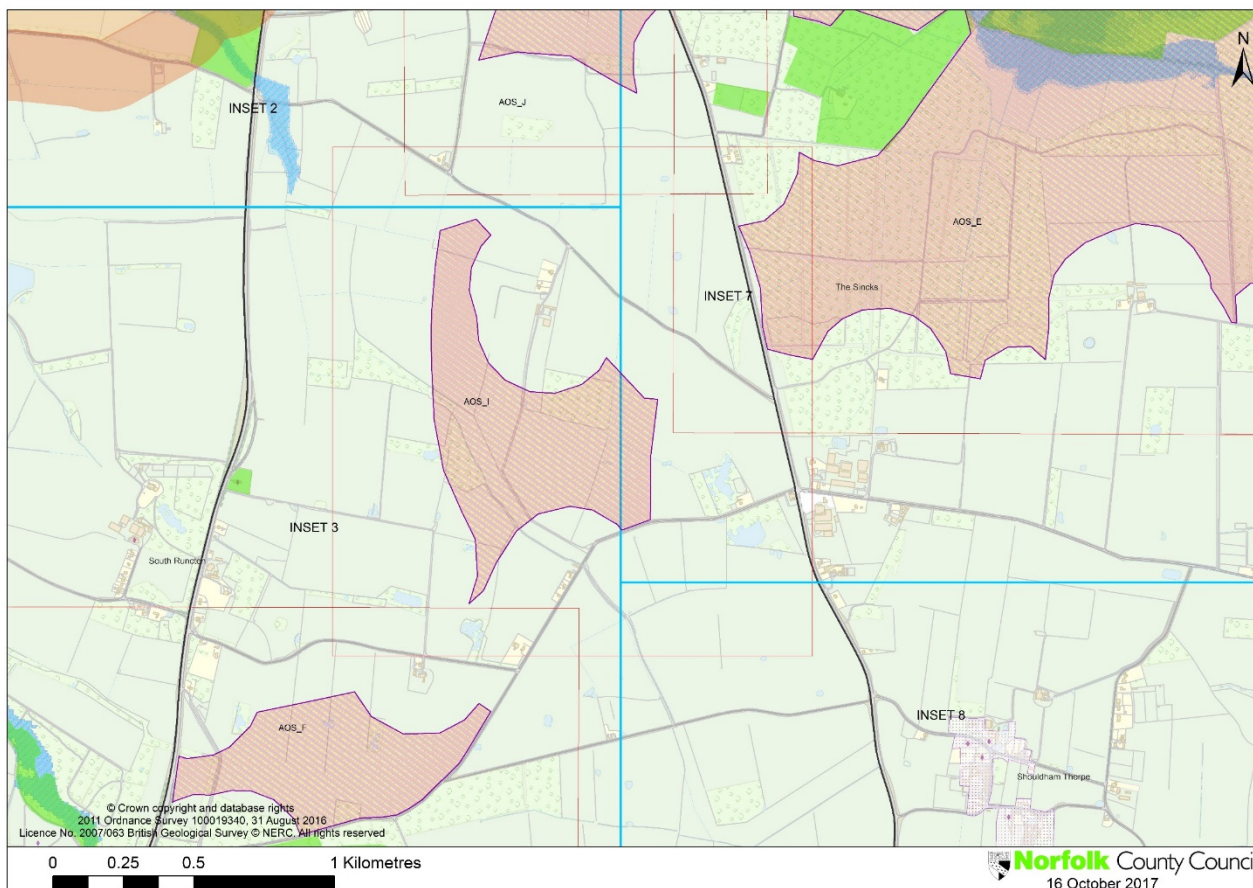 N
INSET 2
AOS_J
AOS_E
The Sincks
INSET 7
AOS_I
INSET 3
South Runcton
AOS_F
INSET 8
Shouldham Thorpe
© Crown copyright and database rights
2011 Ordnance Survey 100019340, 31 August 2016
Licence No. 2007/063 British Geological Survey © NERC. All rights reserved
0 0.25 0.5 1 Kilometres
Norfolk County Counci
16 October 2017